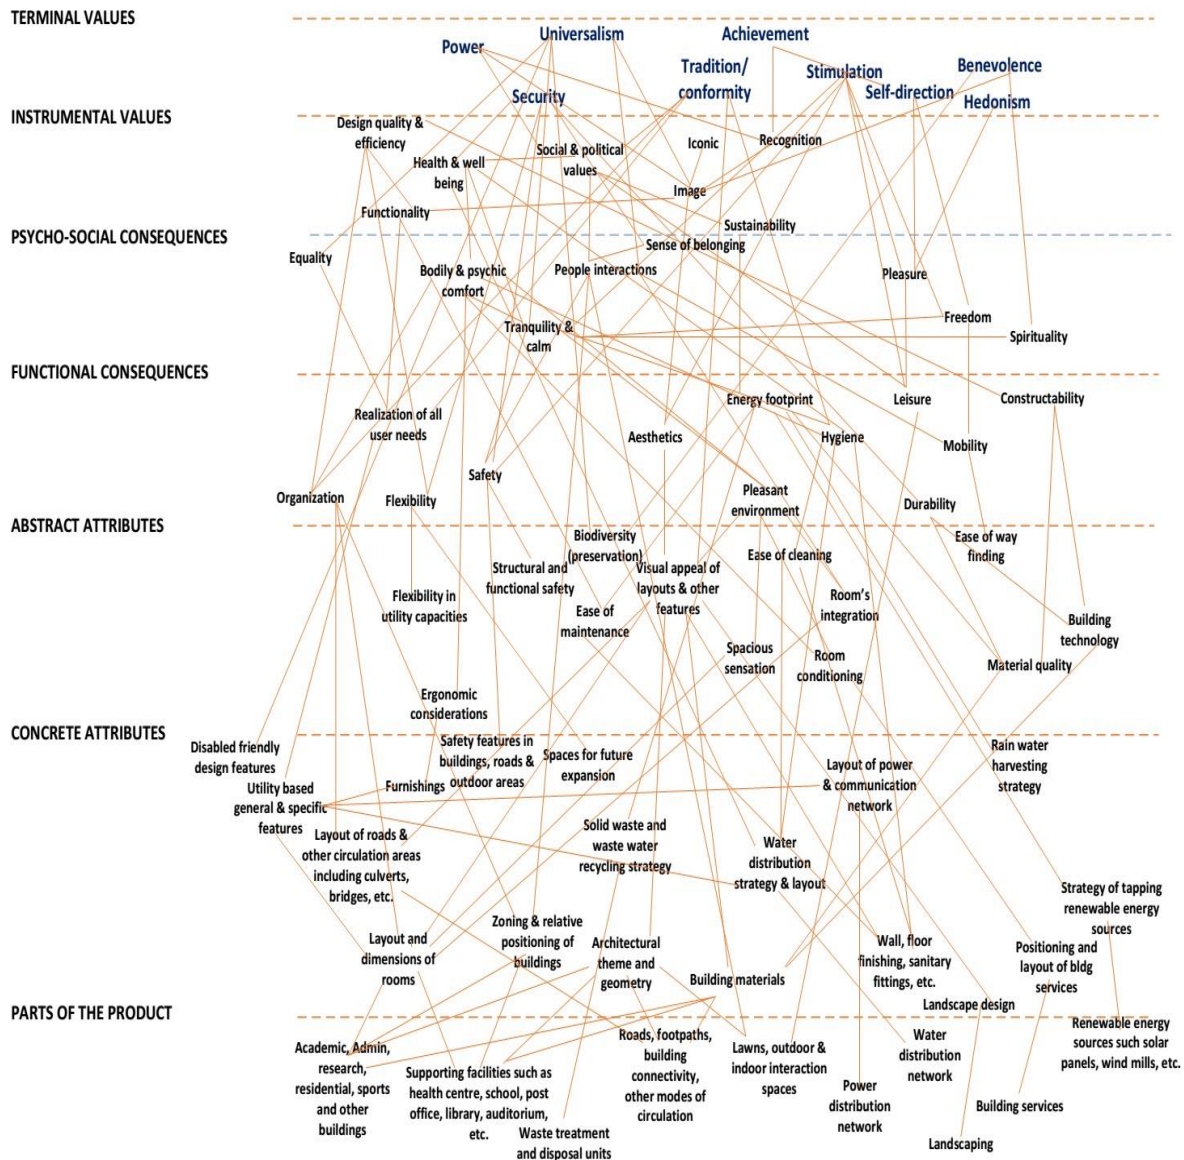 TERMINAL VALUES
Power
Universalism
Achievement
Tradition/
conformity
Stimulation
Benevolence
Security
Self-direction
Hedonism
INSTRUMENTAL VALUES
Design quality &
efficiency
Health & well
being
Social & political
values
Iconic
Recognition
Image
Functionality
Sustainability
PSYCHO-SOCIAL CONSEQUENCES
Equality
Bodily & psychic
comfort
People interactions
Sense of belonging
Pleasure
Tranquility &
calm
Freedom
Spirituality
FUNCTIONAL CONSEQUENCES
Realization of all
user needs
Energy footprint
Leisure
Constructability
Aesthetics
Hygiene
Mobility
Safety
Organization
Flexibility
Pleasant
environment
Durability
ABSTRACT ATTRIBUTES
Biodiversity
(preservation)
Structural and
functional safety
Visual appeal of
layouts & other
features
Ease of cleaning
Ease of way
finding
Flexibility in
utility capacities
Ease of
maintenance
Room's
integration
Building
technology
Spacious
sensation
Room
conditioning
Material quality
Ergonomic
considerations
CONCRETE ATTRIBUTES
Disabled friendly
design features
Utility based
general & specific
features
Furnishings
Safety features in
buildings, roads &
outdoor areas
Spaces for future
expansion
Layout of power
& communication
network
Rain water
harvesting
strategy
Layout of roads &
other circulation areas
including culverts,
bridges, etc.
Solid waste and
waste water
recycling strategy
Water
distribution
strategy & layout
Strategy of tapping
renewable energy
sources
Layout and
dimensions of
rooms
Zoning & relative
positioning of
buildings
Architectural
theme and
geometry
Building materials
Wall, floor
finishing, sanitary
fittings, etc.
Positioning and
layout of bldg
services
Landscape design
PARTS OF THE PRODUCT
Academic, Admin,
research,
residential, sports
and other
buildings
Supporting facilities such as
health centre, school, post
office, library, auditorium,
etc.
Waste treatment
and disposal units
Roads, footpaths,
building
connectivity,
other modes of
circulation
Lawns, outdoor &
indoor interaction
spaces
Power
distribution
network
Water
distribution
network
Landscaping
Building services
Renewable energy
sources such solar
panels, wind mills, etc.